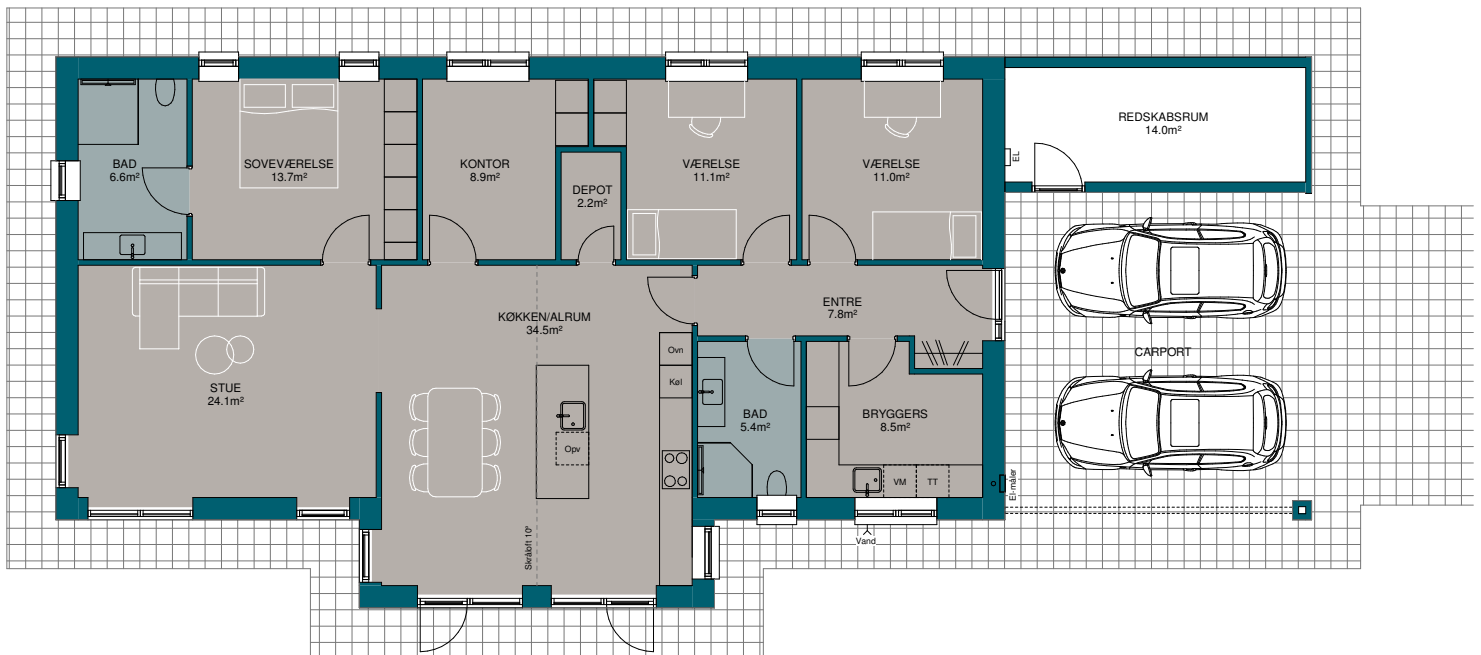 REDSKABSRUM
14.0m²
EL
BAD
6.6m²
SOVEVÆRELSE
13.7m²
KONTOR
8.9m²
DEPOT
2.2m²
VÆRELSE
11.1m²
VÆRELSE
11.0m²
KØKKEN/ALRUM
34.5m²
ENTRE
7.8m²
CARPORT
Ovn
Køl
STUE
24.1m²
BAD
5.4m²
BRYGGERS
8.5m²
Opv
VM
TT
El-måler
Skråloft 10°
Vand